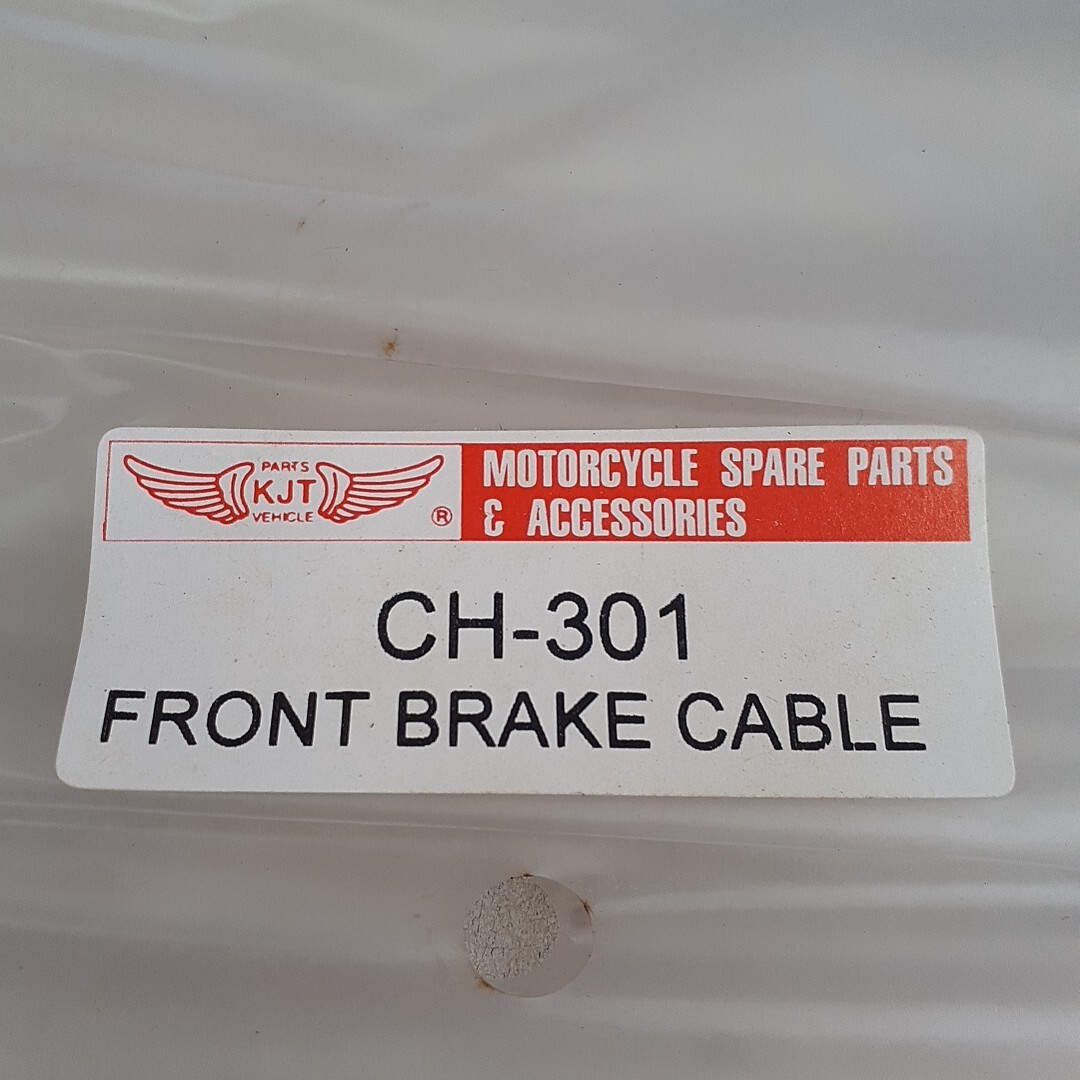 PARTS
KJT
VEHICLE
®
MOTORCYCLE SPARE PARTS
& ACCESSORIES
CH-301
FRONT BRAKE CABLE